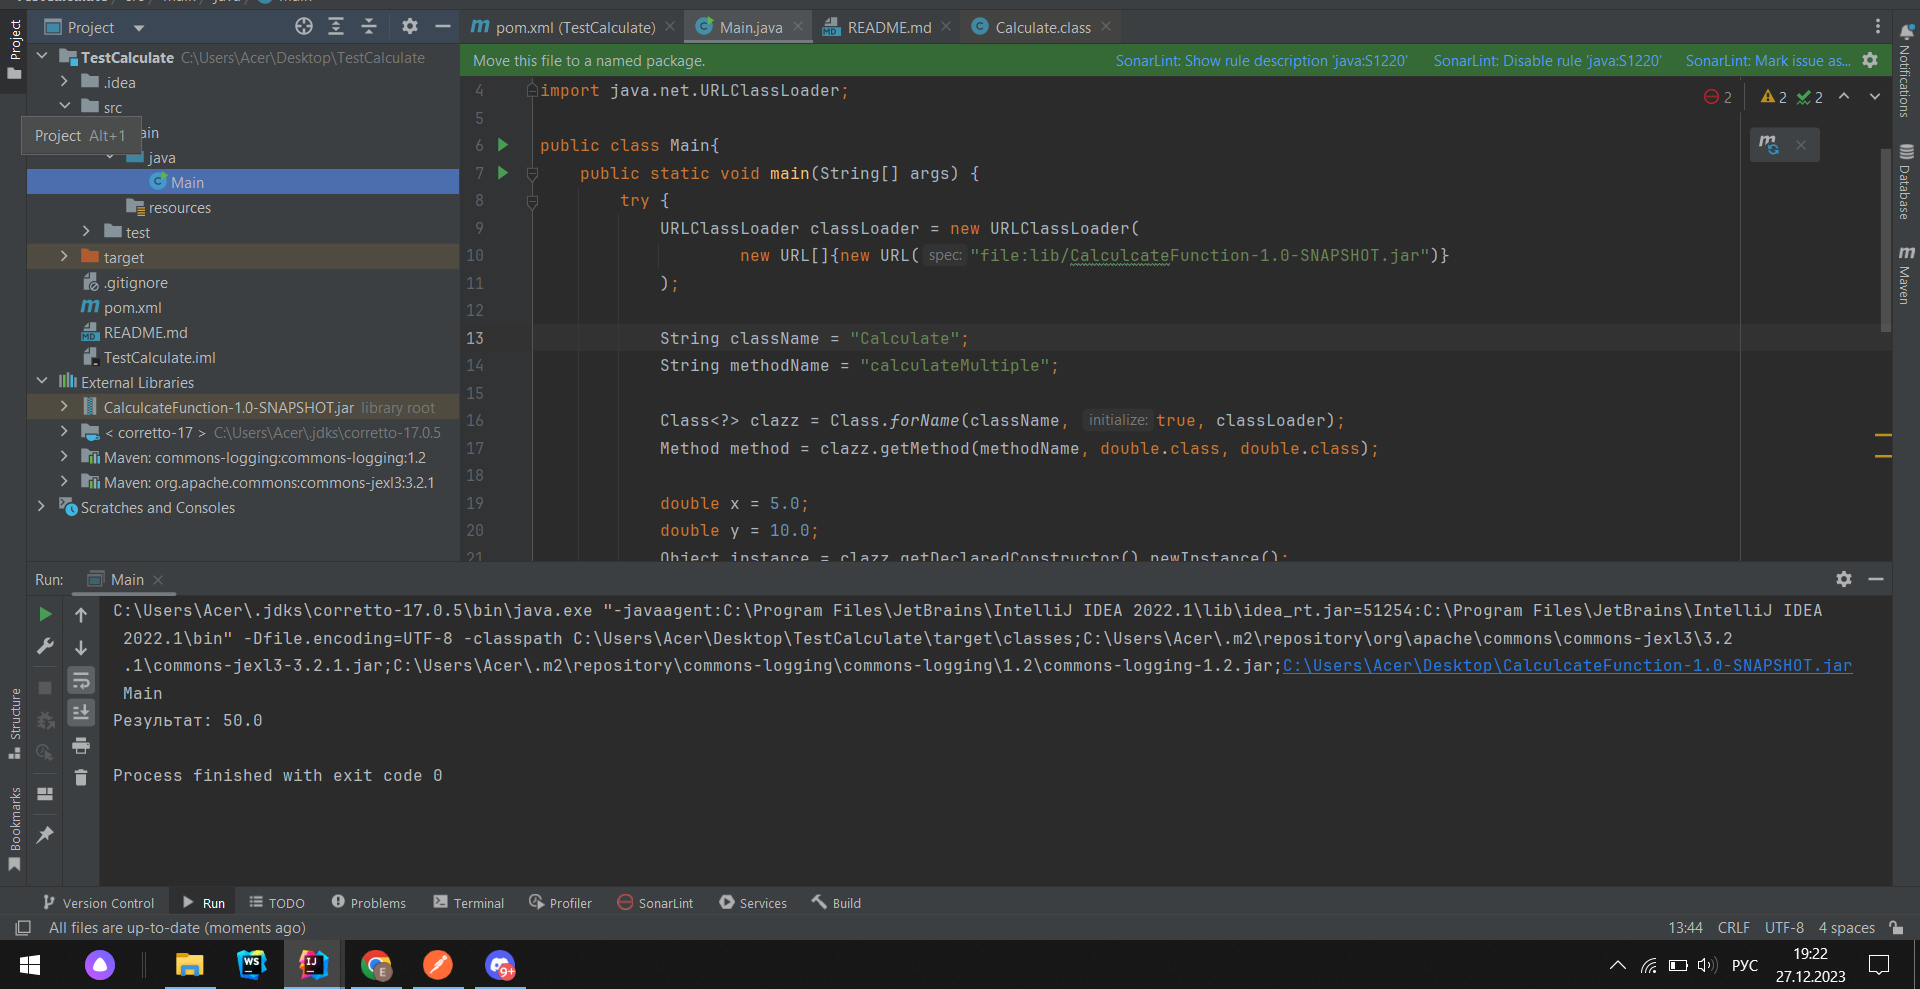 Project
pom.xml (TestCalculate)
Main.java
README.md
Calculate.class
Project
TestCalculate C:\Users\Acer\Desktop\TestCalculate
.idea
src
Project Alt+1
ain
java
Main
resources
test
target
.gitignore
pom.xml
README.md
TestCalculate.iml
External Libraries
CalculcateFunction-1.0-SNAPSHOT.jar library root
< corretto-17 > C:\Users\Acer\.jdks\corretto-17.0.5
Maven: commons-logging:commons-logging:1.2
Maven: org.apache.commons:commons-jexl3:3.2.1
Scratches and Consoles
Move this file to a named package.
SonarLint: Show rule description 'java:S1220'
SonarLint: Disable rule 'java:S1220'
SonarLint: Mark issue as...
2 2 2
4 import java.net.URLClassLoader;
5
6 public class Main{
7 public static void main(String[] args) {
8 try {
9 URLClassLoader classLoader = new URLClassLoader(
10 new URL[]{new URL( spec: "file:lib/CalculcateFunction-1.0-SNAPSHOT.jar")}
11 );
12
13 String className = "Calculate";
14 String methodName = "calculateMultiple";
15
16 Class<?> clazz = Class.forName(className, initialize: true, classLoader);
17 Method method = clazz.getMethod(methodName, double.class, double.class);
18
19 double x = 5.0;
20 double y = 10.0;
21 Object instance = clazz.getDeclaredConstructor().newInstance();
Notifications
Database
Maven
Run: Main
C:\Users\Acer\.jdks\corretto-17.0.5\bin\java.exe "-javaagent:C:\Program Files\JetBrains\IntelliJ IDEA 2022.1\lib\idea_rt.jar=51254:C:\Program Files\JetBrains\IntelliJ IDEA
2022.1\bin" -Dfile.encoding=UTF-8 -classpath C:\Users\Acer\Desktop\TestCalculate\target\classes;C:\Users\Acer\.m2\repository\org\apache\commons\commons-jexl3\3.2
.1\commons-jexl3-3.2.1.jar;C:\Users\Acer\.m2\repository\commons-logging\commons-logging\1.2\commons-logging-1.2.jar;C:\Users\Acer\Desktop\CalculcateFunction-1.0-SNAPSHOT.jar
Main
Результат: 50.0
Process finished with exit code 0
Structure
Bookmarks
Version Control
Run
TODO
Problems
Terminal
Profiler
SonarLint
Services
Build
All files are up-to-date (moments ago)
13:44 CRLF UTF-8 4 spaces
WS
IJ
E
9+
РУС
19:22
27.12.2023